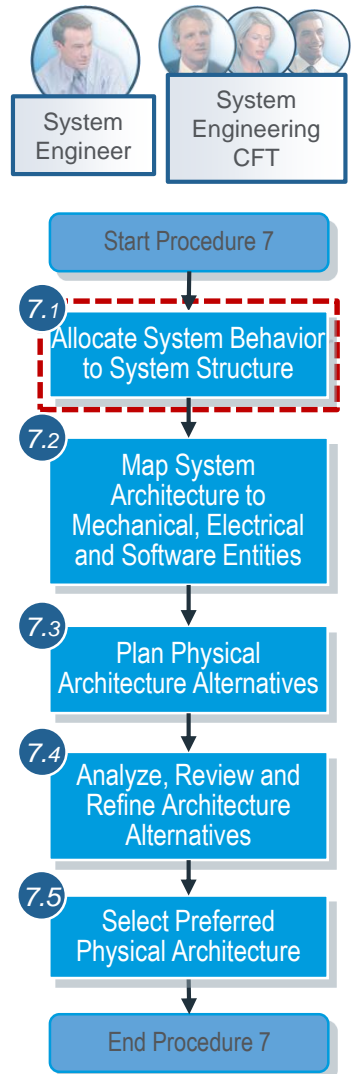 System
Engineer
System
Engineering
CFT
Start Procedure 7
7.1
Allocate System Behavior
to System Structure
7.2
Map System
Architecture to
Mechanical, Electrical
and Software Entities
7.3
Plan Physical
Architecture Alternatives
7.4
Analyze, Review and
Refine Architecture
Alternatives
7.5
Select Preferred
Physical Architecture
End Procedure 7